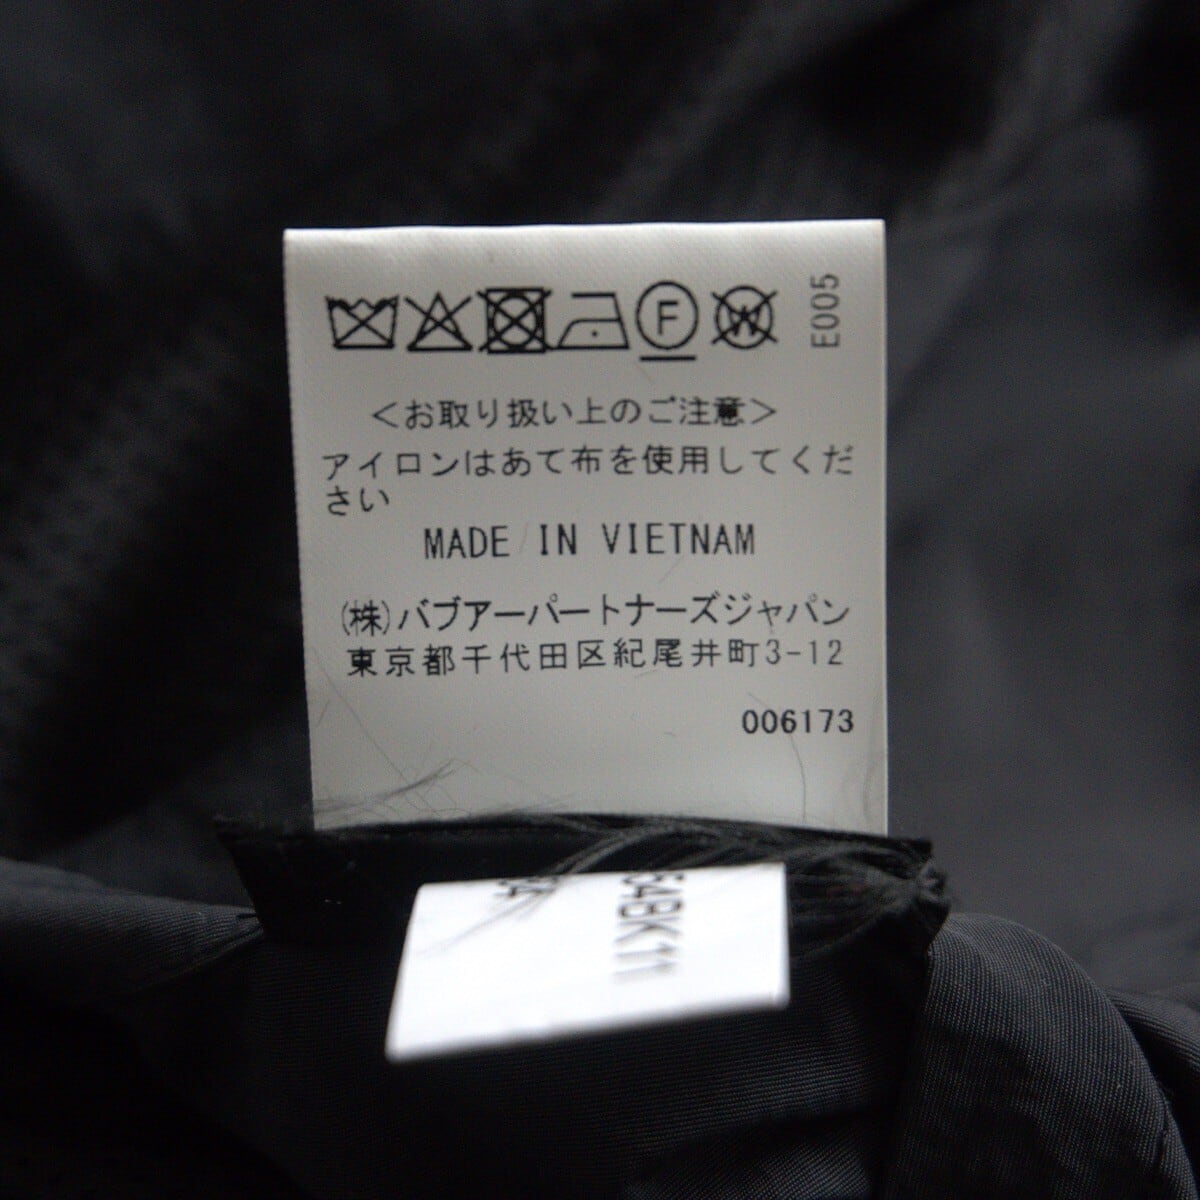 E005
F W
<お取り扱い上のご注意>
アイロンはあて布を使用してくだ
さい
MADE IN VIETNAM
(株)バブアーパートナーズジャパン
東京都千代田区紀尾井町3-12
006173
54BK11